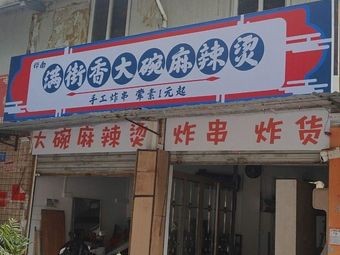 满街香大碗麻辣烫
手工炸串 荤素1元起
大碗麻辣烫 炸串 炸货